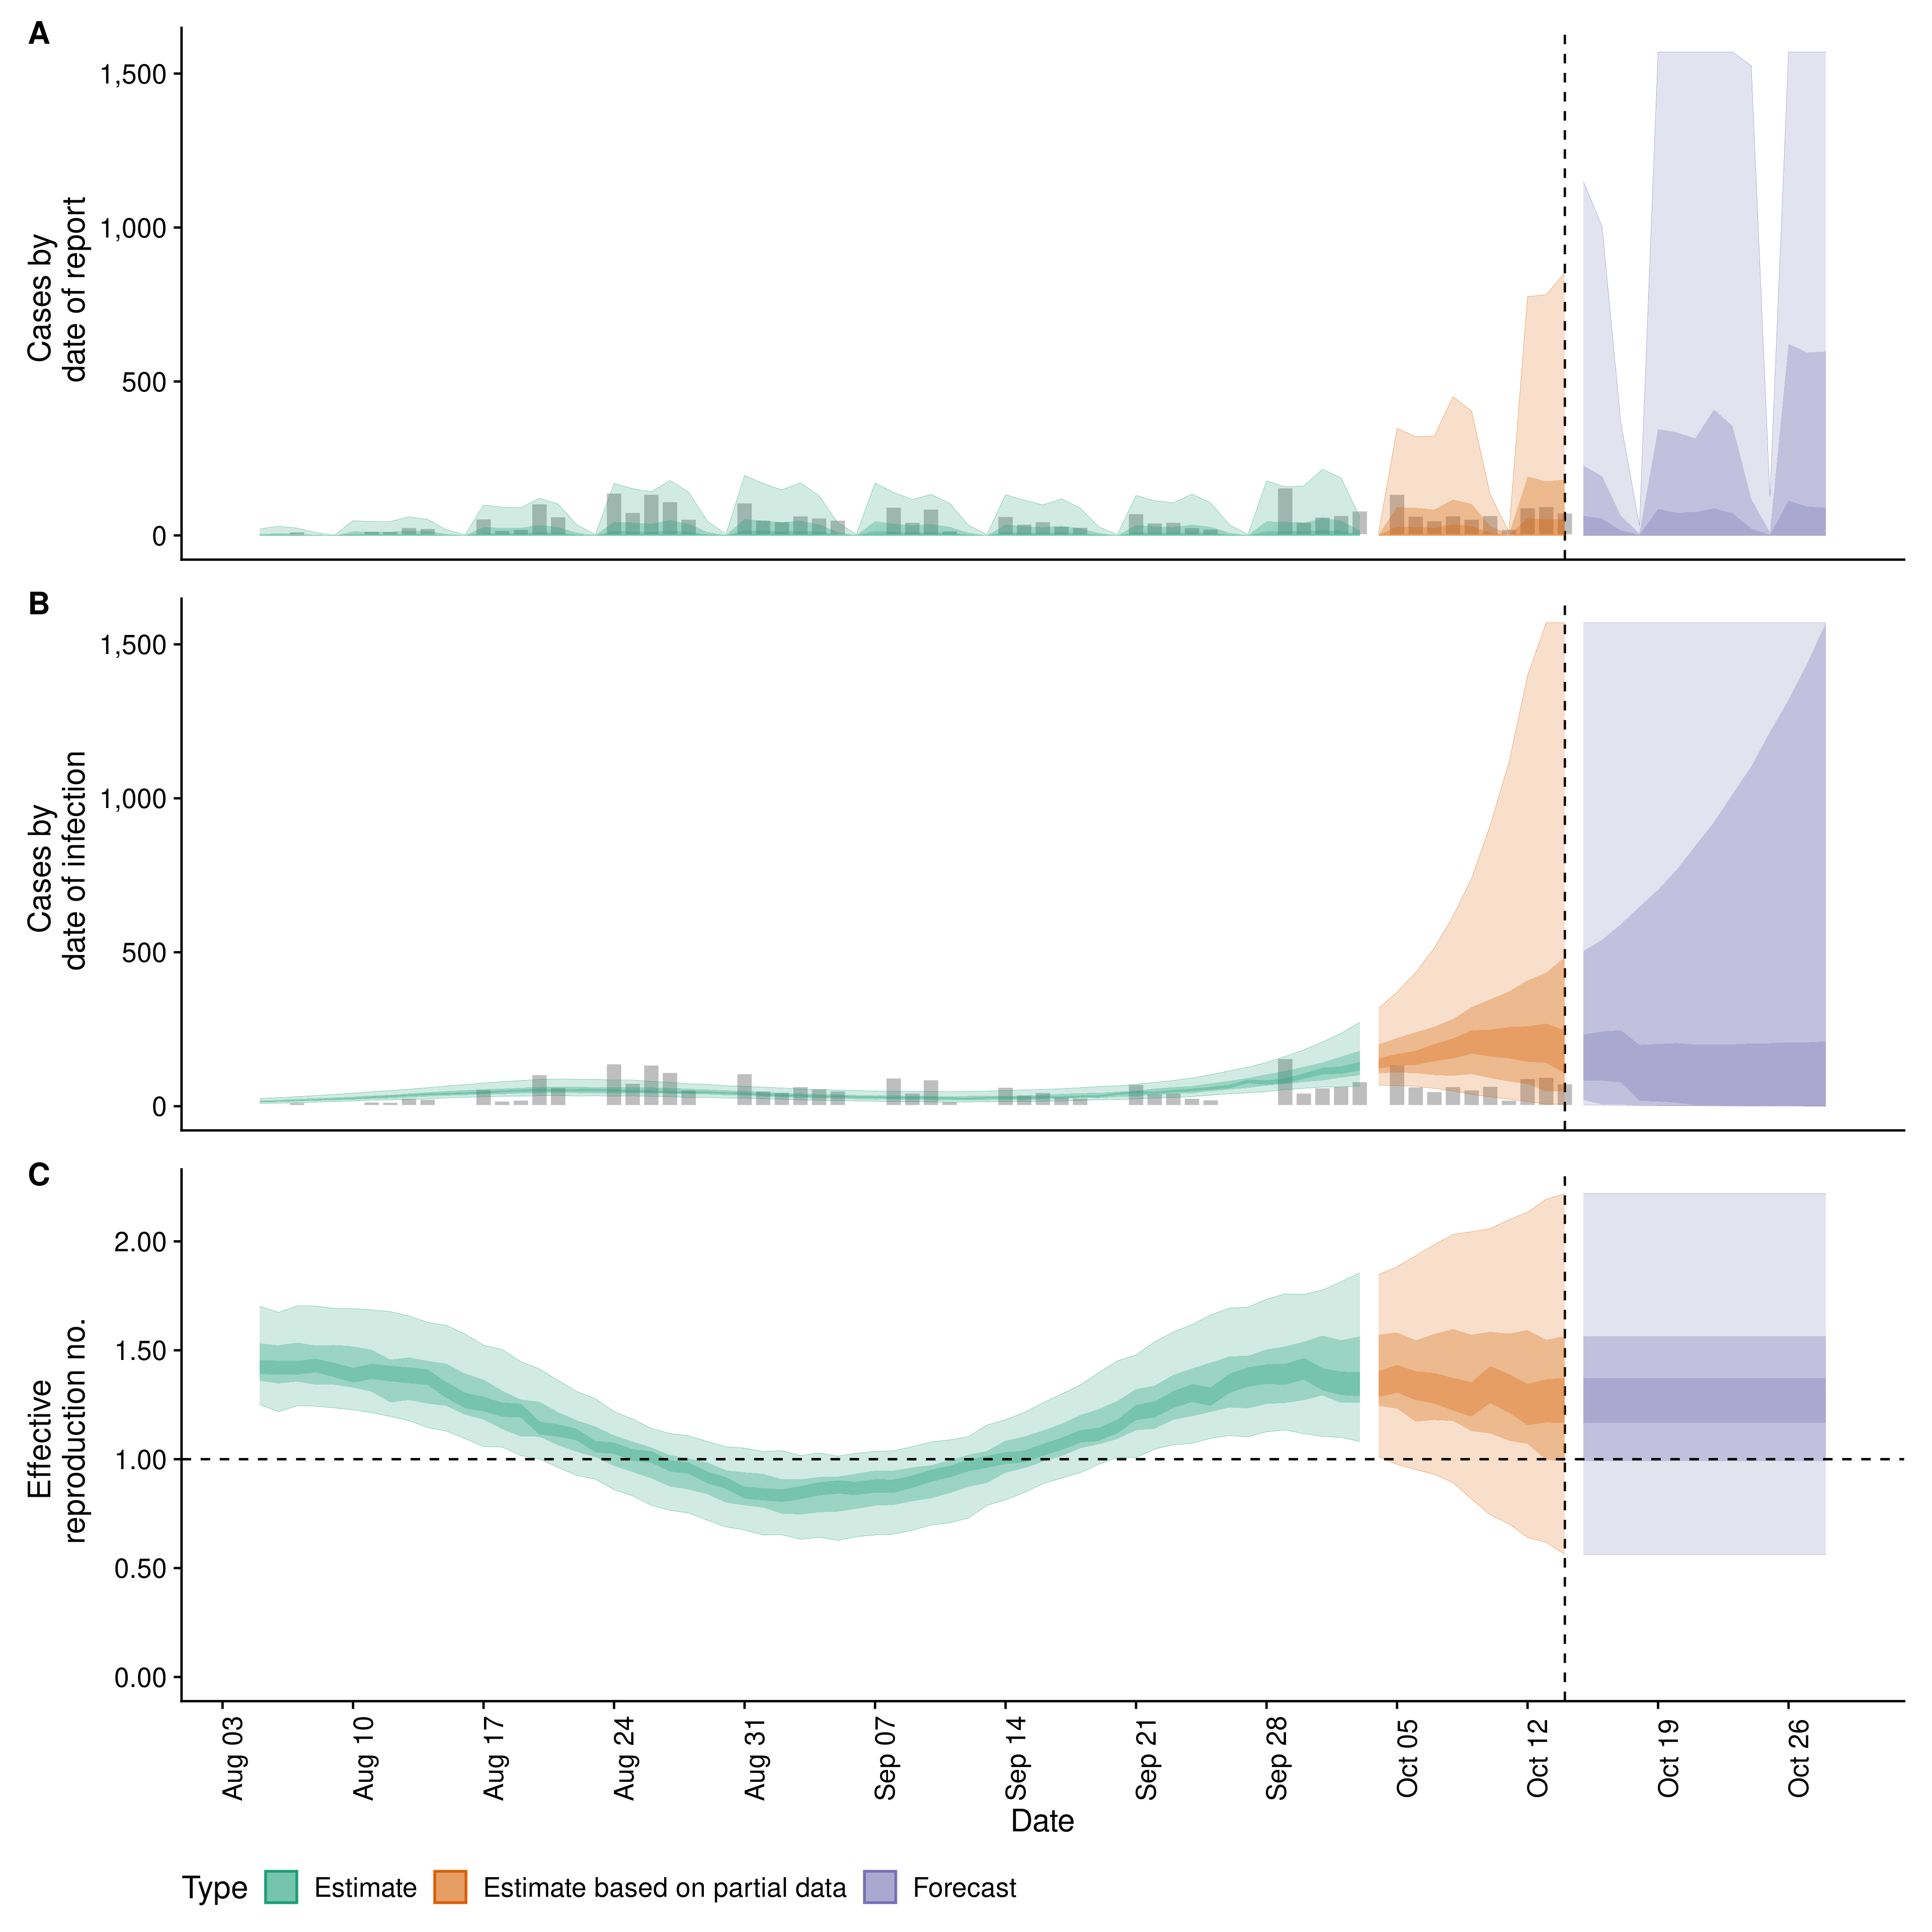 A
Cases by
date of report
1,500
1,000
500
0
B
Cases by
date of infection
1,500
1,000
500
0
C
Effective
reproduction no.
2.00
1.50
1.00
0.50
0.00
Aug 03
Aug 10
Aug 17
Aug 24
Aug 31
Sep 07
Sep 14
Sep 21
Sep 28
Oct 05
Oct 12
Oct 19
Oct 26
Date
Type Estimate Estimate based on partial data Forecast